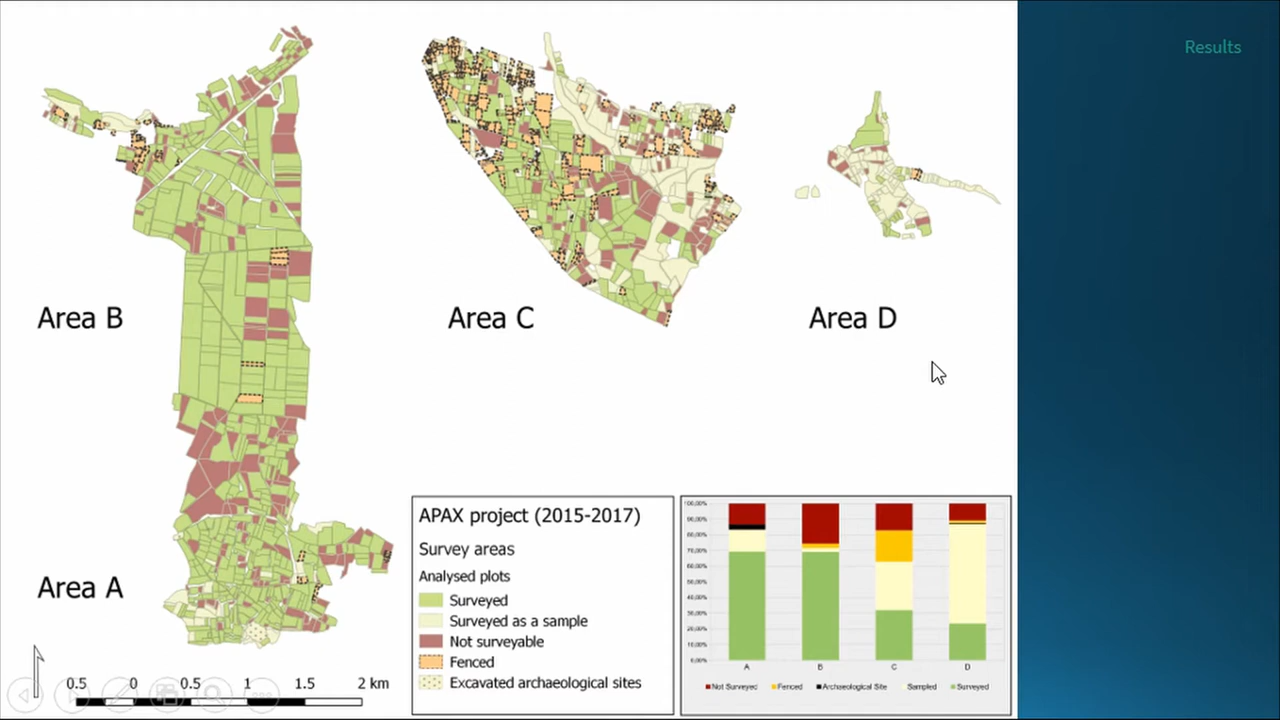 Results
Area B
Area C
Area D
Area A
0.5 0 0.5 1 1.5 2 km
APAX project (2015-2017)
Survey areas
Analysed plots
Surveyed
Surveyed as a sample
Not surveyable
Fenced
Excavated archaeological sites
100,00%
90,00%
80,00%
70,00%
60,00%
50,00%
40,00%
30,00%
20,00%
10,00%
0,00%
A B C D
Not Surveyed Fenced Archaeological Site Sampled Surveyed